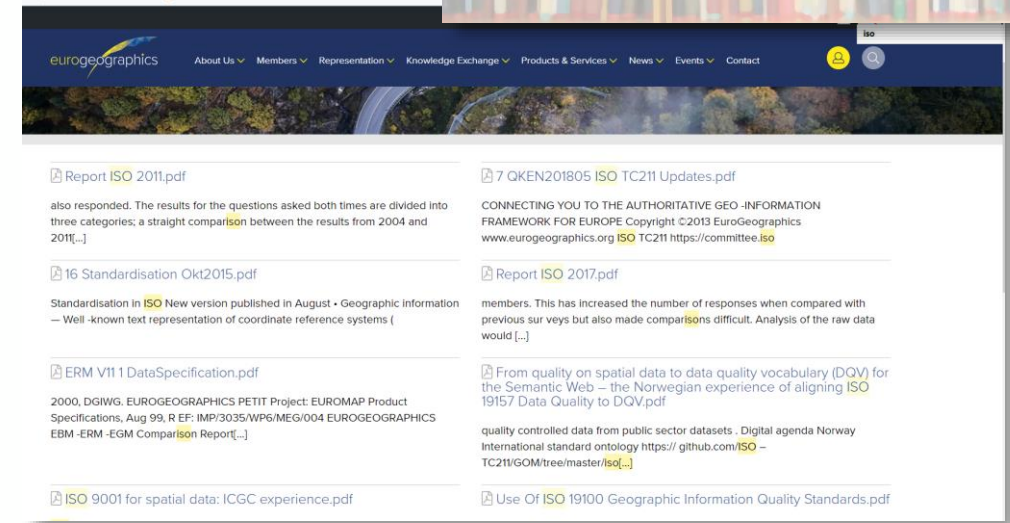 iso
eurogeographics
About Us Members Representation Knowledge Exchange Products & Services News Events Contact
Report ISO 2011.pdf
also responded. The results for the questions asked both times are divided into
three categories; a straight comparison between the results from 2004 and
2011[...]
7 QKEN201805 ISO TC211 Updates.pdf
CONNECTING YOU TO THE AUTHORITATIVE GEO -INFORMATION
FRAMEWORK FOR EUROPE Copyright ©2013 EuroGeographics
www.eurogeographics.org ISO TC211 https://committee.iso
16 Standardisation Okt2015.pdf
Standardisation in ISO New version published in August • Geographic information
— Well -known text representation of coordinate reference systems (
Report ISO 2017.pdf
members. This has increased the number of responses when compared with
previous sur veys but also made comparisons difficult. Analysis of the raw data
would [...]
ERM V11 1 DataSpecification.pdf
2000, DGIWG. EUROGEOGRAPHICS PETIT Project: EUROMAP Product
Specifications, Aug 99, R EF: IMP/3035/WP6/MEG/004 EUROGEOGRAPHICS
EBM -ERM -EGM Comparison Report[...]
From quality on spatial data to data quality vocabulary (DQV) for
the Semantic Web – the Norwegian experience of aligning ISO
19157 Data Quality to DQV.pdf
quality controlled data from public sector datasets . Digital agenda Norway
International standard ontology https:// github.com/ISO –
TC211/GOM/tree/master/iso[...]
ISO 9001 for spatial data: ICGC experience.pdf
Use Of ISO 19100 Geographic Information Quality Standards.pdf